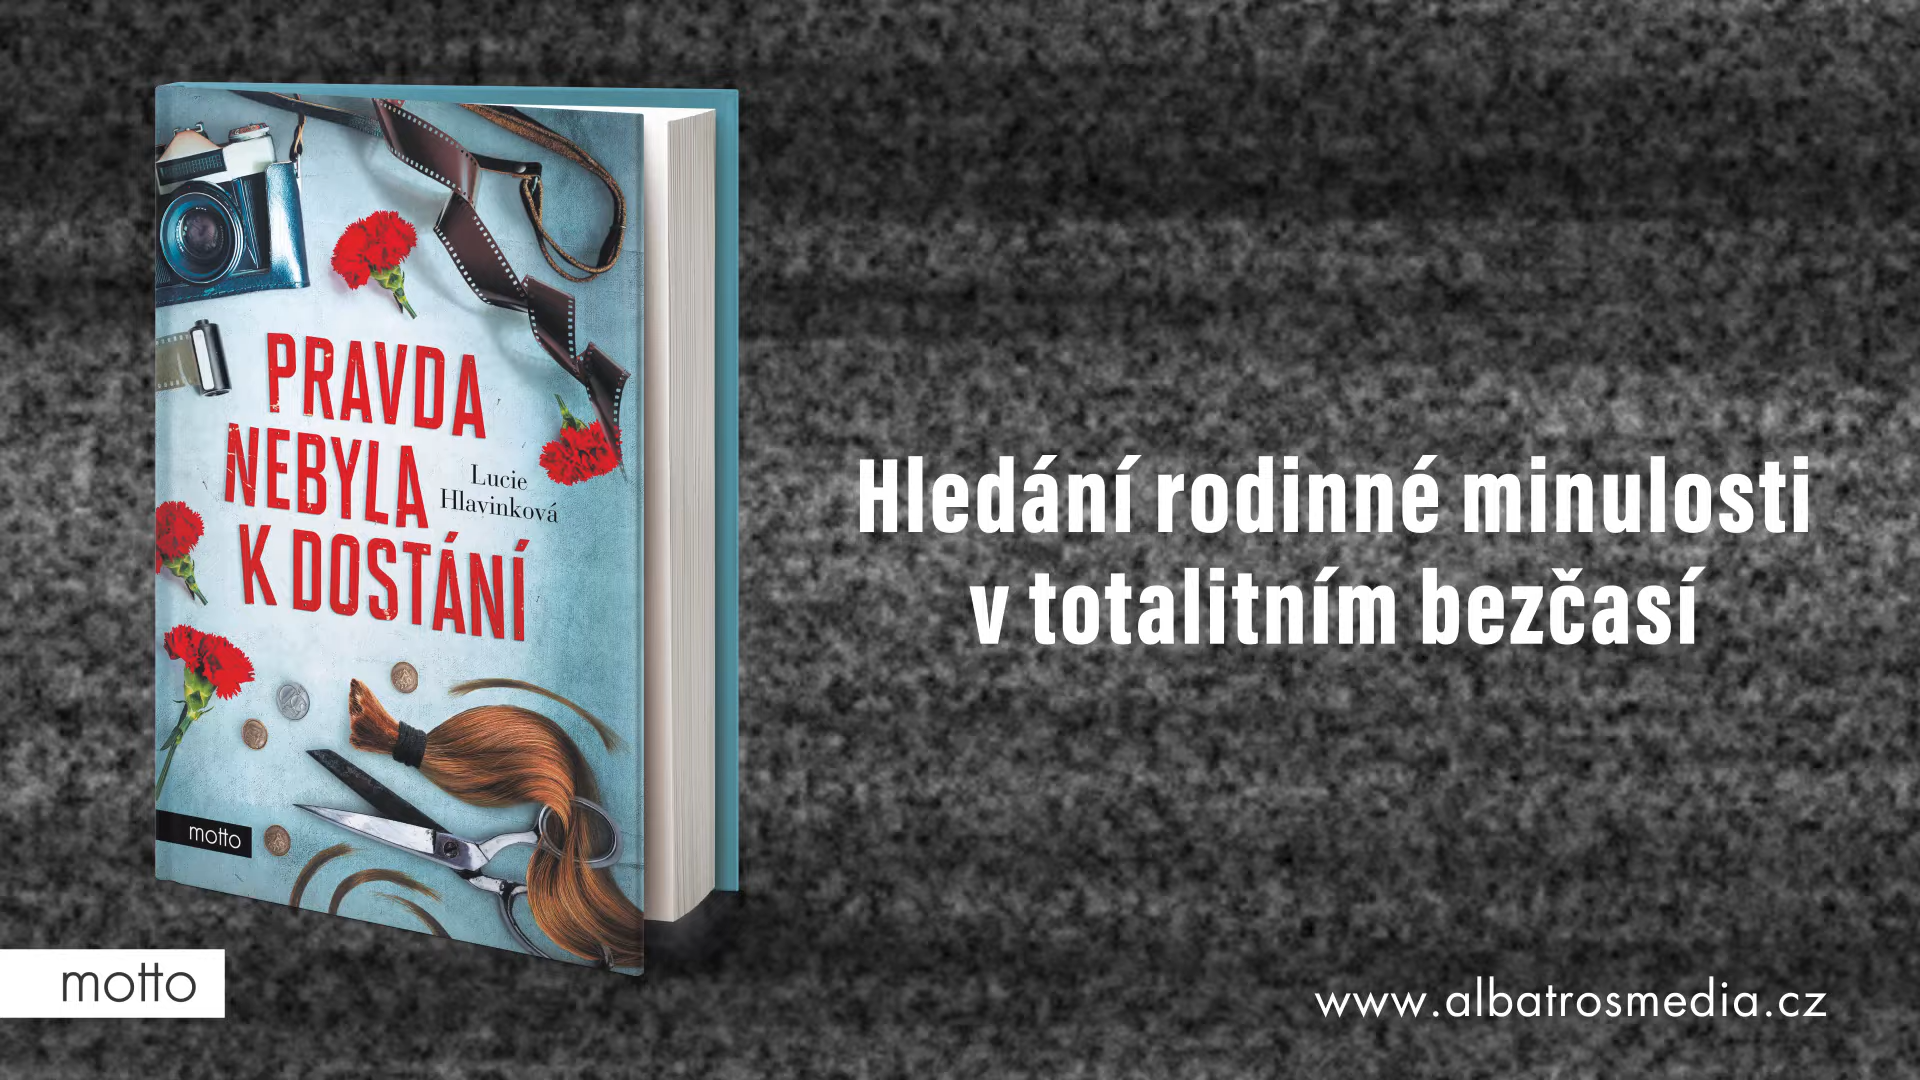 PRAVDA
NEBYLA
K DOSTÁNÍ
Lucie
Hlavinková
motto
Hledání rodinné minulosti
v totalitním bezčasí
motto
www.albatrosmedia.cz